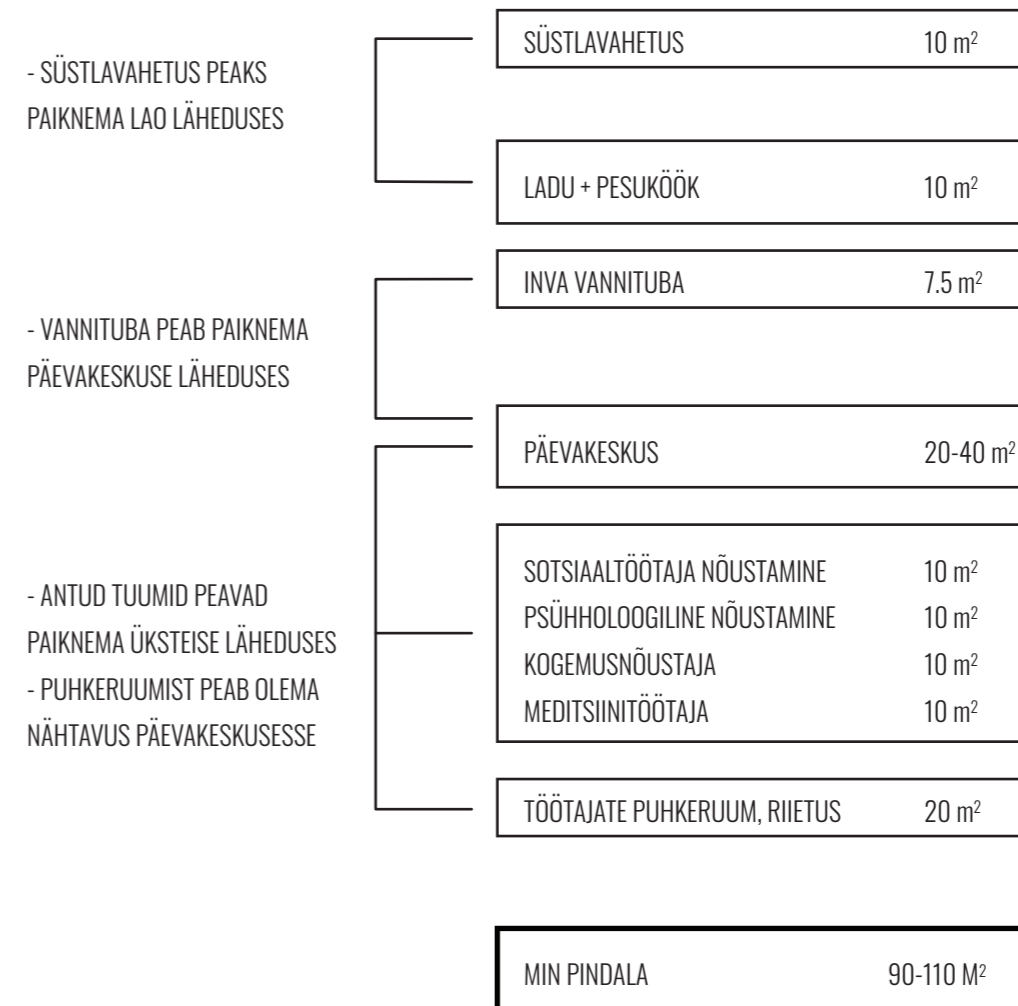 SÜSTLAVAHETUS 10 m²
- SÜSTLAVAHETUS PEAKS
PAIKNEMA LAO LÄHEDUSES
LADU + PESUKÖÖK 10 m²
INVA VANNITUBA 7.5 m²
- VANNITUBA PEAB PAIKNEMA
PÄEVAKESKUSE LÄHEDUSES
PÄEVAKESKUS 20-40 m²
SOTSIAALTÖÖTAJA NÕUSTAMINE 10 m²
PSÜHHOLOOGILINE NÕUSTAMINE 10 m²
KOGEMUSNÕUSTAJA 10 m²
MEDITSIINITÖÖTAJA 10 m²
- ANTUD TUUMID PEAVAD
PAIKNEMA ÜKSTEISE LÄHEDUSES
- PUHKERUUMIST PEAB OLEMA
NÄHTAVUS PÄEVAKESKUSESSE
TÖÖTAJATE PUHKERUUM, RIIETUS 20 m²
MIN PINDALA 90-110 M²